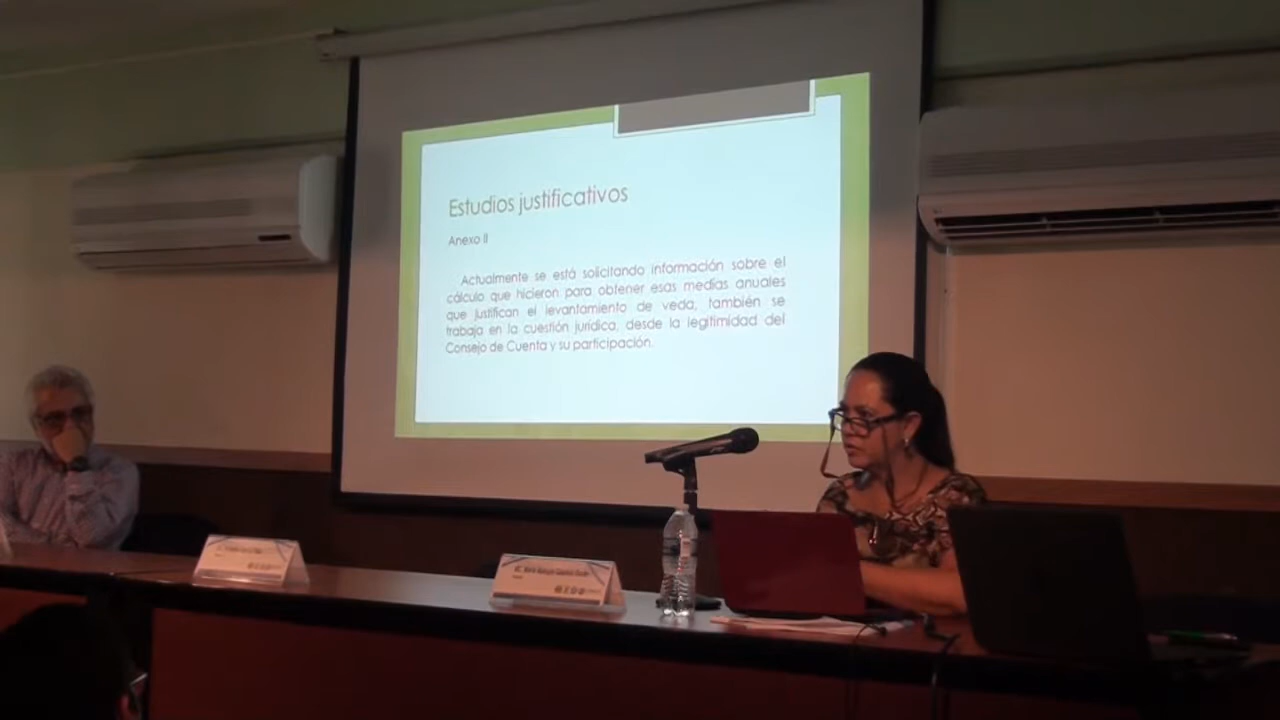 Estudios justificativos
Anexo II
Actualmente se está solicitando información sobre el
cálculo que hicieron para obtener esas medias anuales
que justifican el levantamiento de veda, también se
trabaja en la cuestión jurídica, desde la legitimidad del
Consejo de Cuenta y su participación.